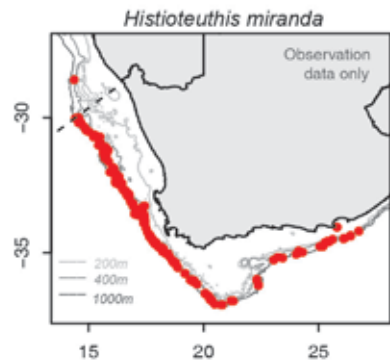 Histioteuthis miranda
Observation
data only
−30
−35
200m
400m
1000m
15
20
25